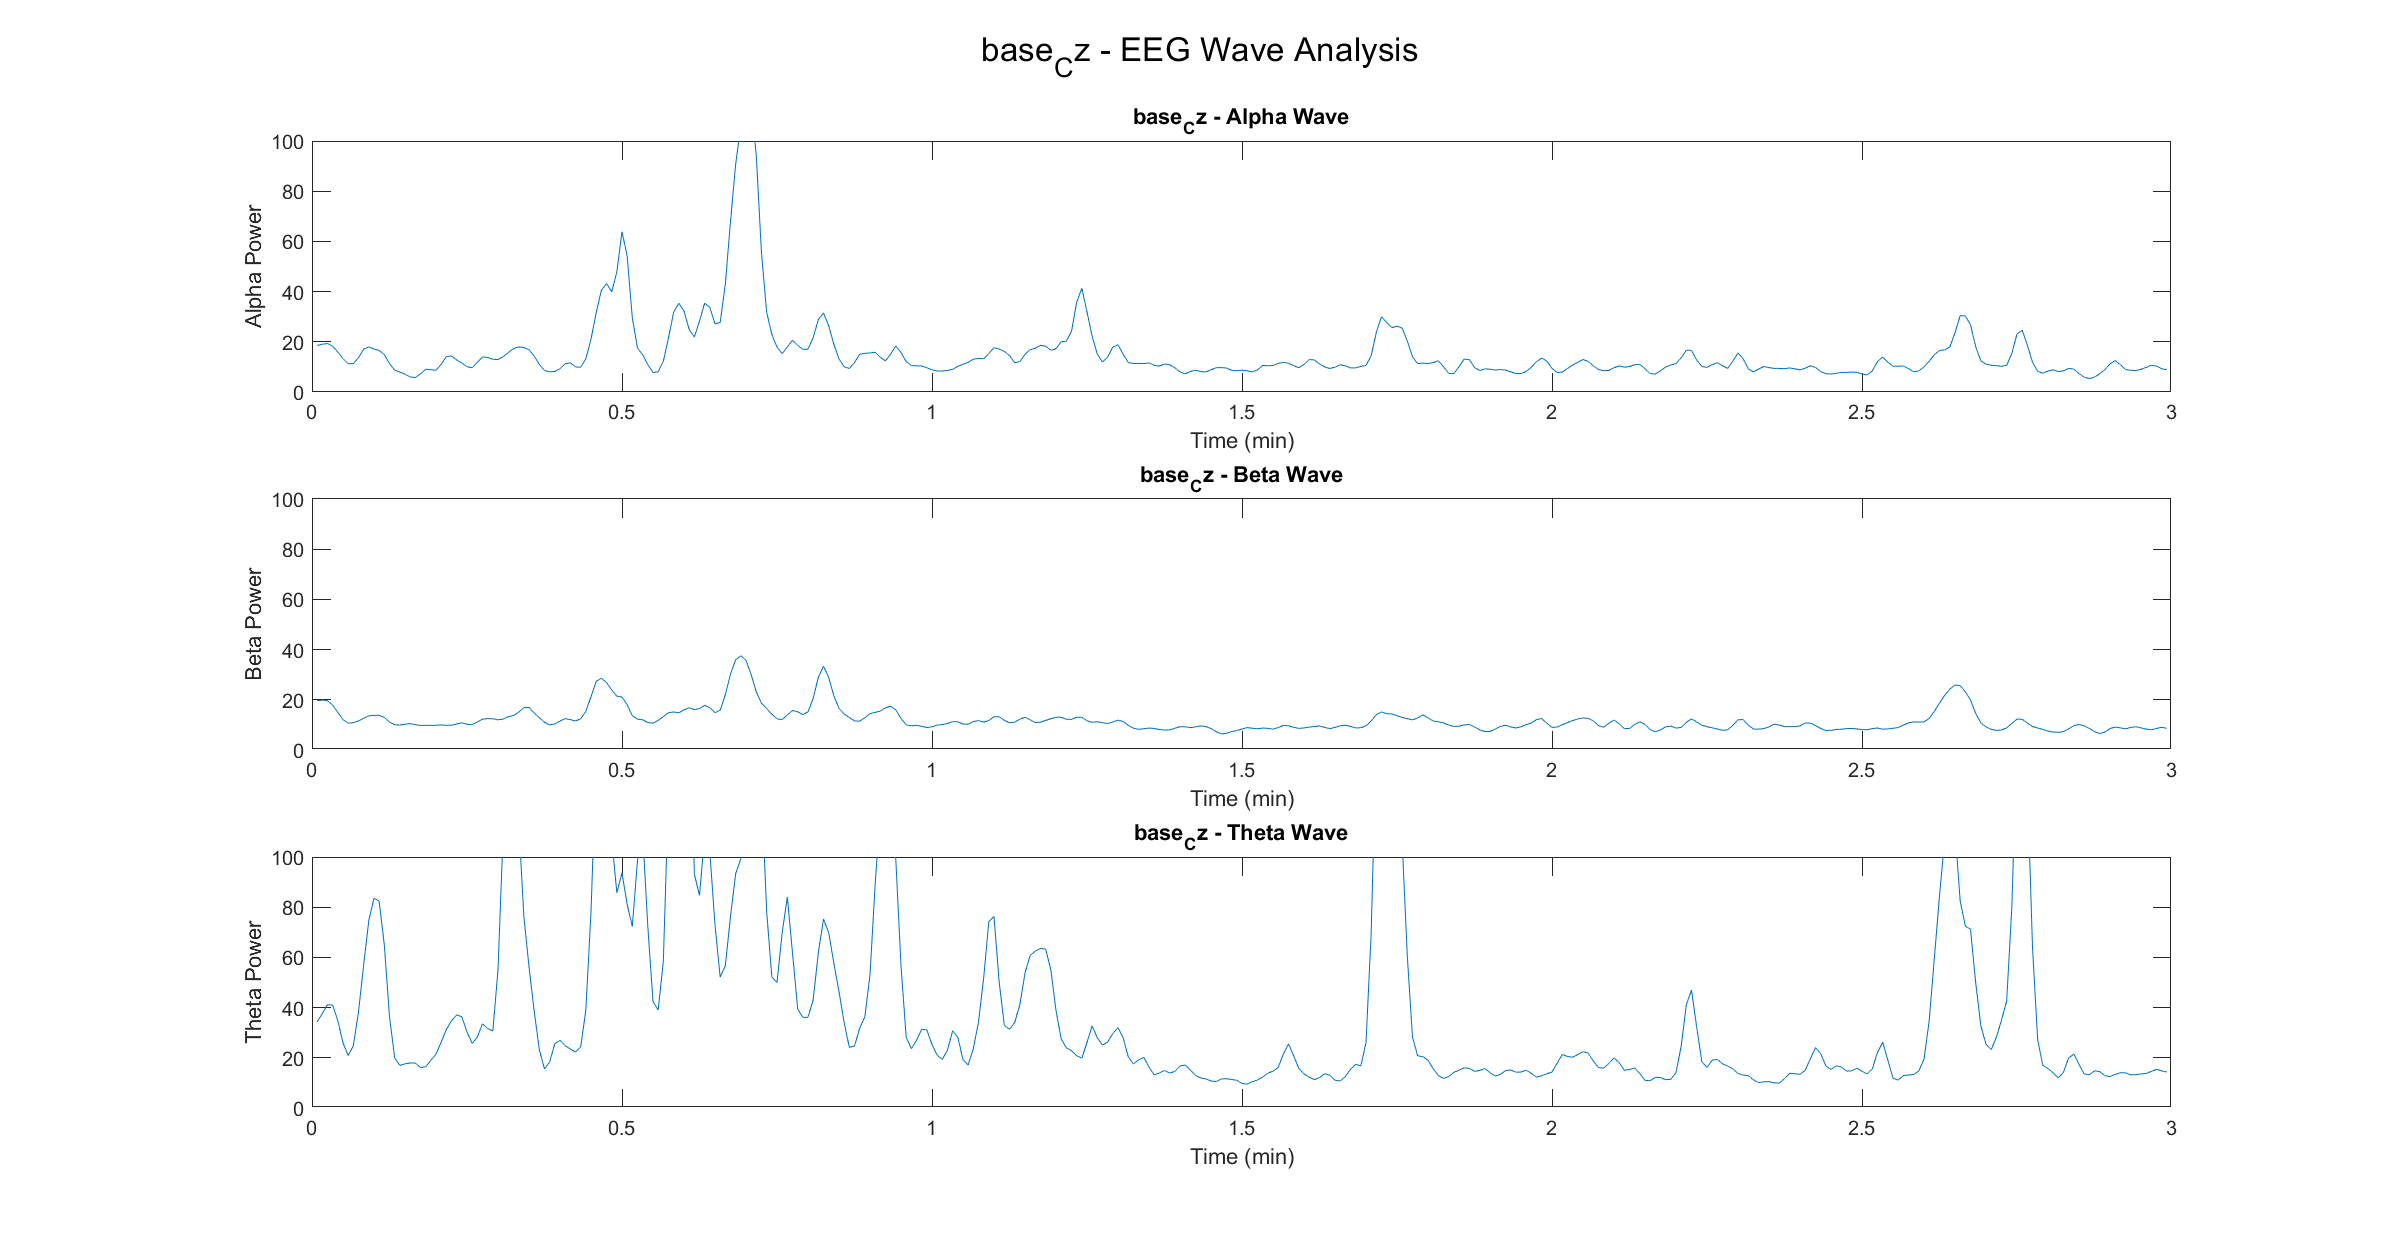 base_Cz - EEG Wave Analysis
base_Cz - Alpha Wave
100
80
60
40
20
0
Alpha Power
0 0.5 1 1.5 2 2.5 3
Time (min)
base_Cz - Beta Wave
100
80
60
40
20
0
Beta Power
0 0.5 1 1.5 2 2.5 3
Time (min)
base_Cz - Theta Wave
100
80
60
40
20
0
Theta Power
0 0.5 1 1.5 2 2.5 3
Time (min)